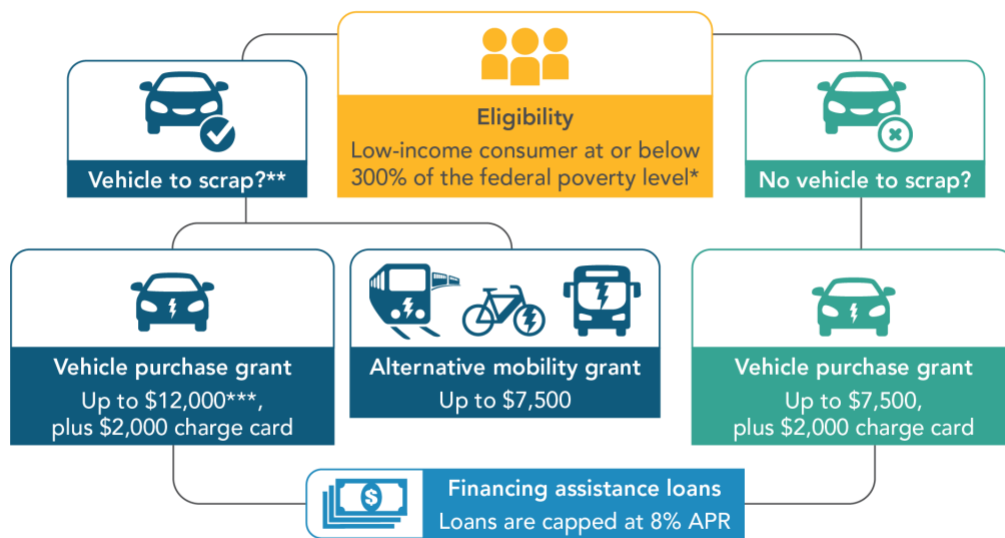 Eligibility
Low-income consumer at or below
300% of the federal poverty level*
Vehicle to scrap?**
No vehicle to scrap?
Vehicle purchase grant
Up to $12,000***,
plus $2,000 charge card
Alternative mobility grant
Up to $7,500
Vehicle purchase grant
Up to $7,500,
plus $2,000 charge card
$
Financing assistance loans
Loans are capped at 8% APR